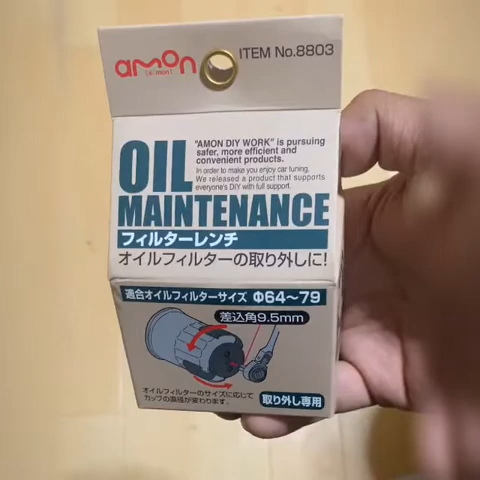 amon
[a mon]
ITEM No.8803
"AMON DIY WORK" is pursuing
safer, more efficient and
convenient products.
In order to make you enjoy car tuning,
We released a product that supports
everyone's DIY with full support.
OIL
MAINTENANCE
フィルターレンチ
オイルフィルターの取り外しに!
適合オイルフィルターサイズ Φ64～79
差込角9.5mm
オイルフィルターのサイズに応じて
カップの直径が変わります。
取り外し専用